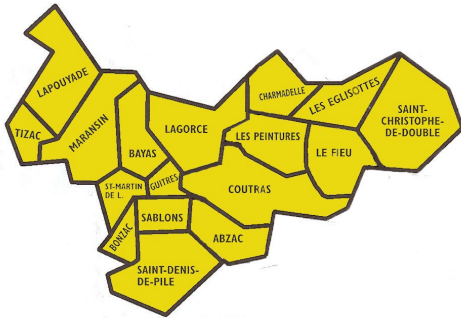 LAPOUYADE
TIZAC
MARANSIN
BAYAS
LAGORCE
CHARMADELLE
LES EGLISOTTES
SAINT-
CHRISTOPHE-
DE-DOUBLE
LES PEINTURES
LE FIEU
ST-MARTIN
DE L.
GUITRES
COUTRAS
BONZAC
SABLONS
ABZAC
SAINT-DENIS-
DE-PILE